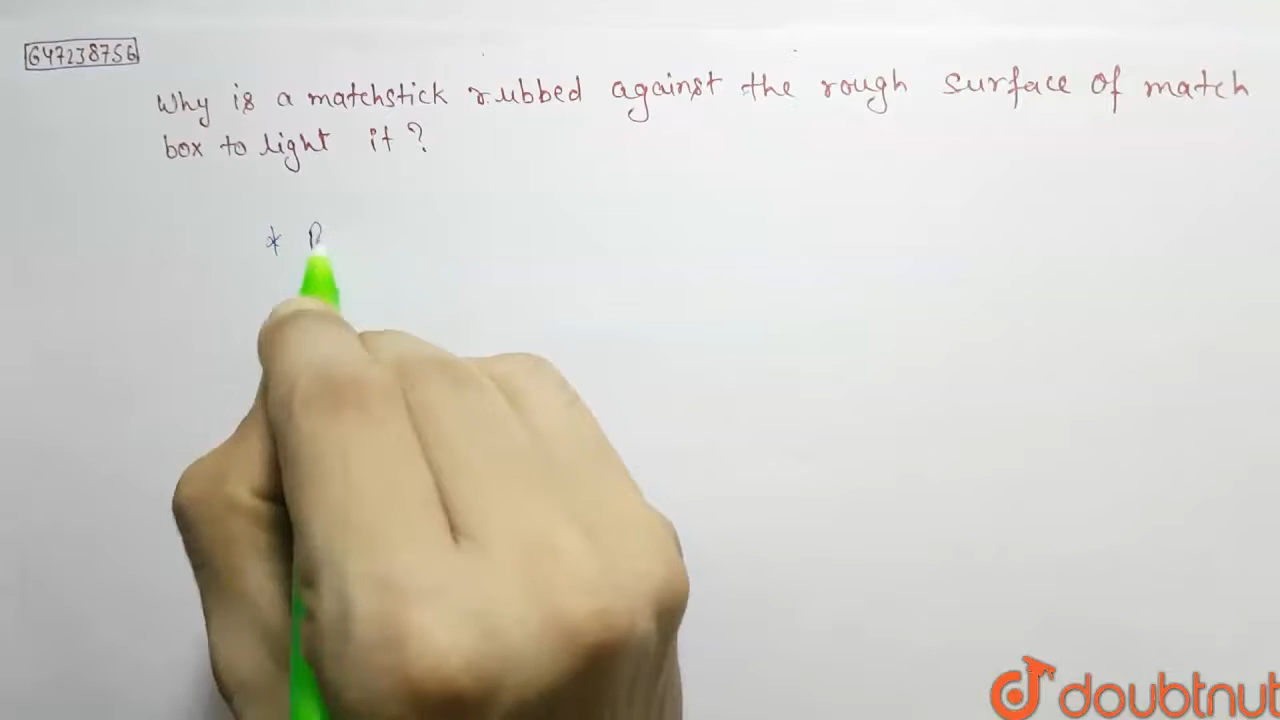 647238756
Why is a matchstick rubbed against the rough surface of match
box to light it ?
*
doubtnut